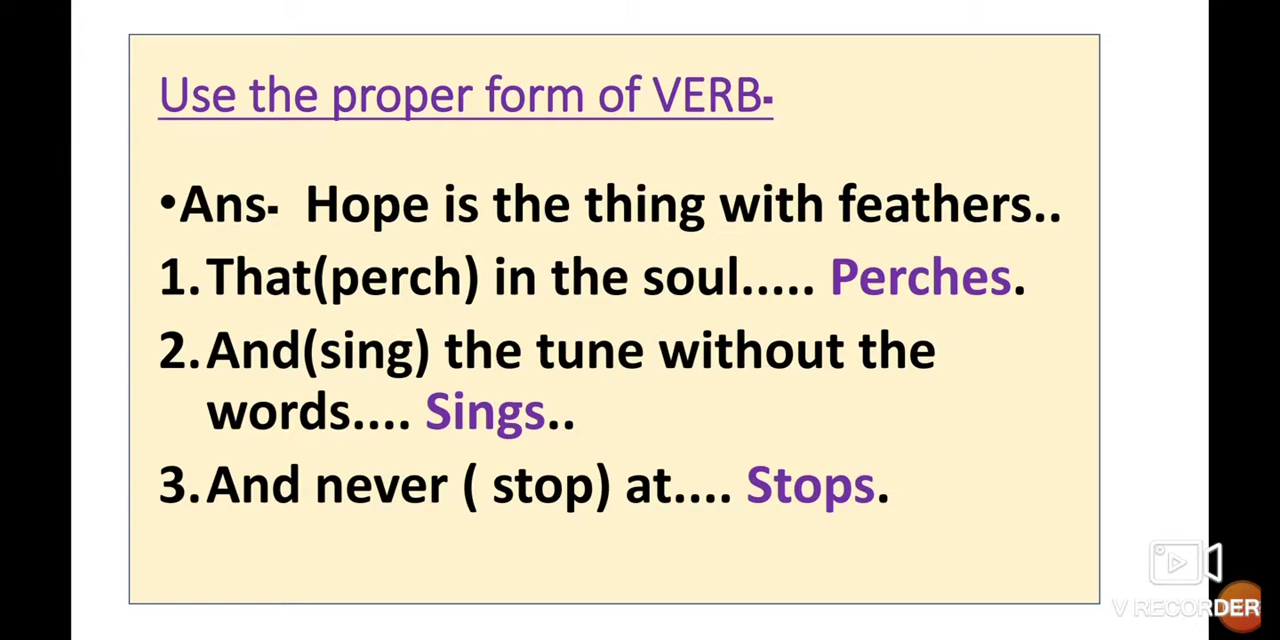 Use the proper form of VERB-
•Ans- Hope is the thing with feathers..
1.That(perch) in the soul..... Perches.
2.And(sing) the tune without the
words.... Sings..
3.And never ( stop) at.... Stops.
V RECORDER